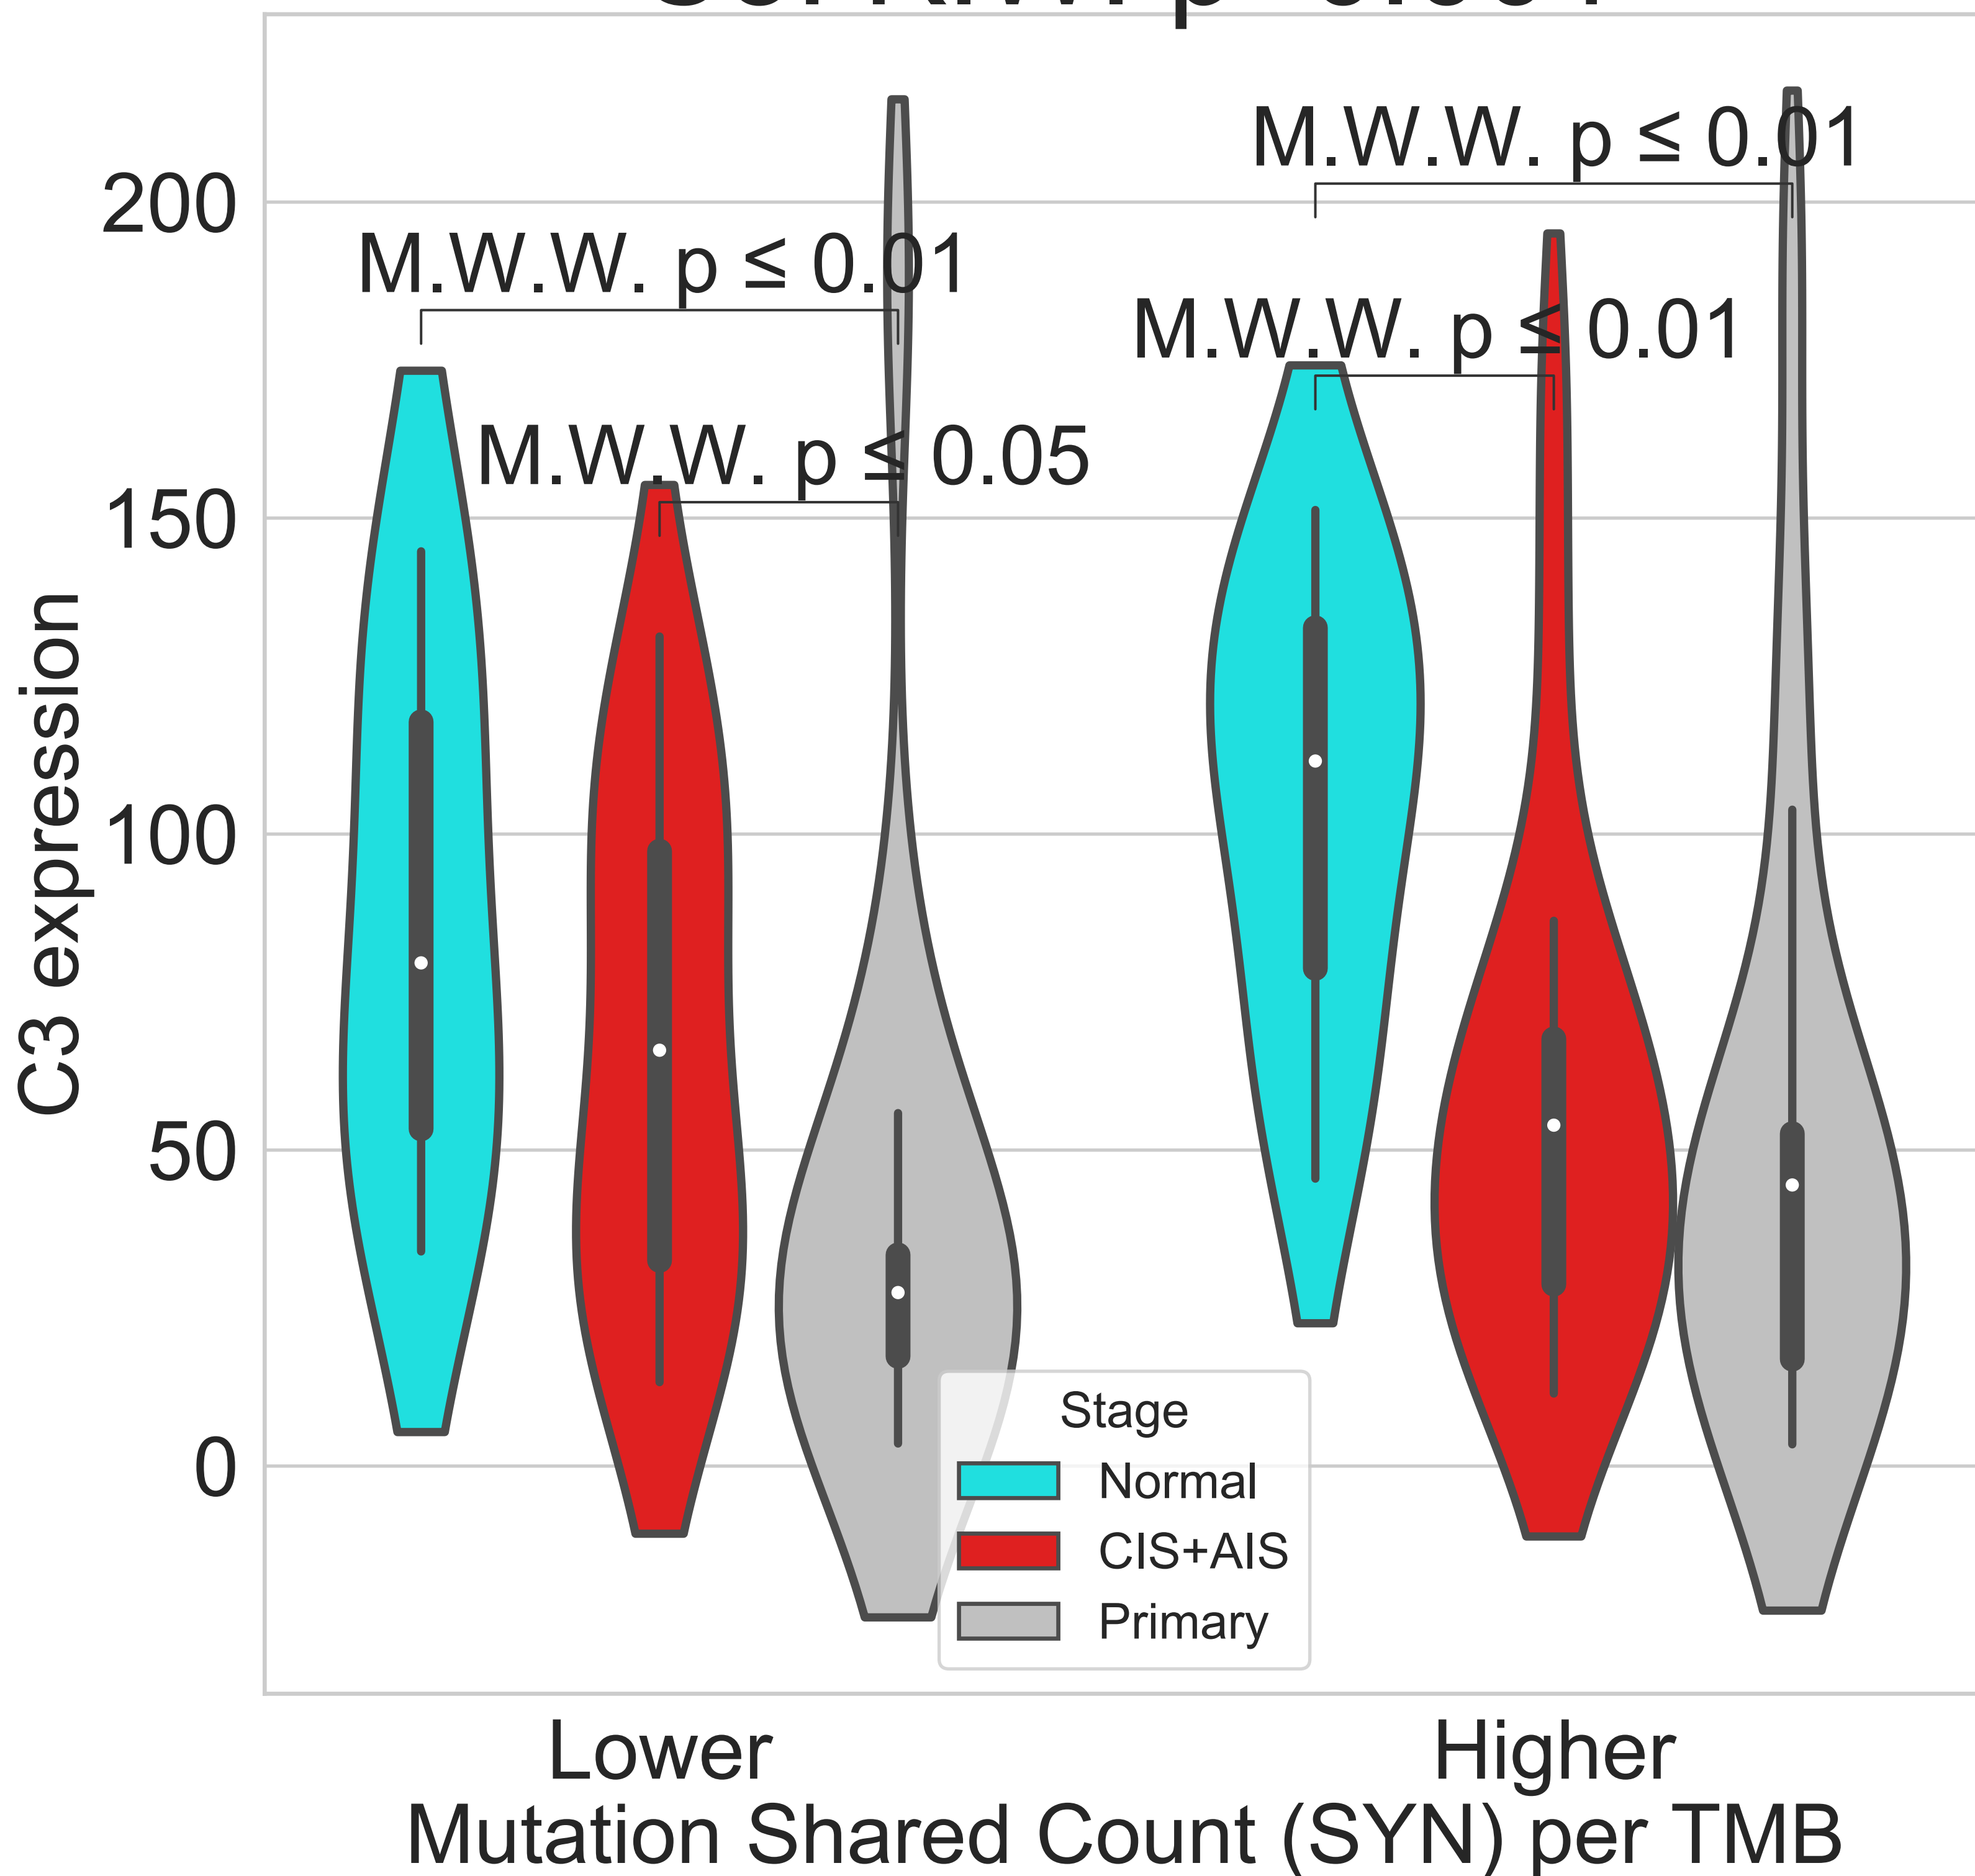 200
150
100
50
0
C3 expression
M.W.W. p ≤ 0.01
M.W.W. p ≤ 0.05
M.W.W. p ≤ 0.01
M.W.W. p ≤ 0.01
Stage
Normal
CIS+AIS
Primary
Lower
Higher
Mutation Shared Count (SYN) per TMB